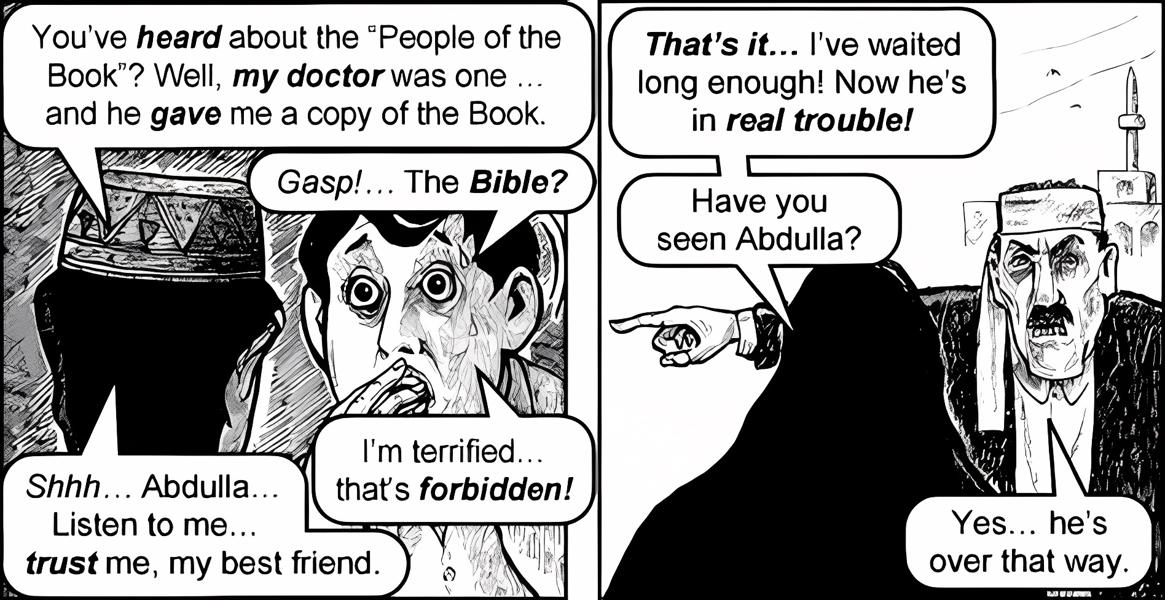 You've heard about the "People of the
Book"? Well, my doctor was one ...
and he gave me a copy of the Book.
Gasp!... The Bible?
Shhh... Abdulla...
Listen to me...
trust me, my best friend.
I'm terrified...
that's forbidden!
That's it... I've waited
long enough! Now he's
in real trouble!
Have you
seen Abdulla?
Yes... he's
over that way.